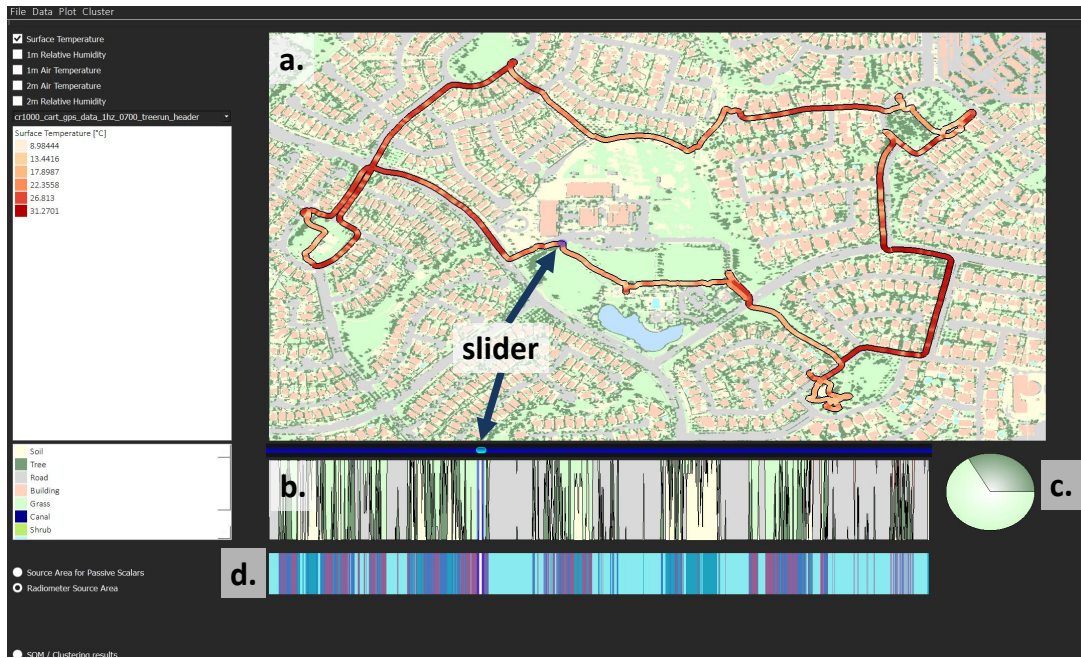 File Data Plot Cluster
Surface Temperature
1m Relative Humidity
1m Air Temperature
2m Air Temperature
2m Relative Humidity
cr1000_cart_gps_data_1hz_0700_treerun_header
Surface Temperature [°C]
8.98444
13.4416
17.8987
22.3558
26.813
31.2701
a.
slider
Soil
Tree
Road
Building
Grass
Canal
Shrub
b.
c.
d.
Source Area for Passive Scalars
Radiometer Source Area
SOM / Clustering results